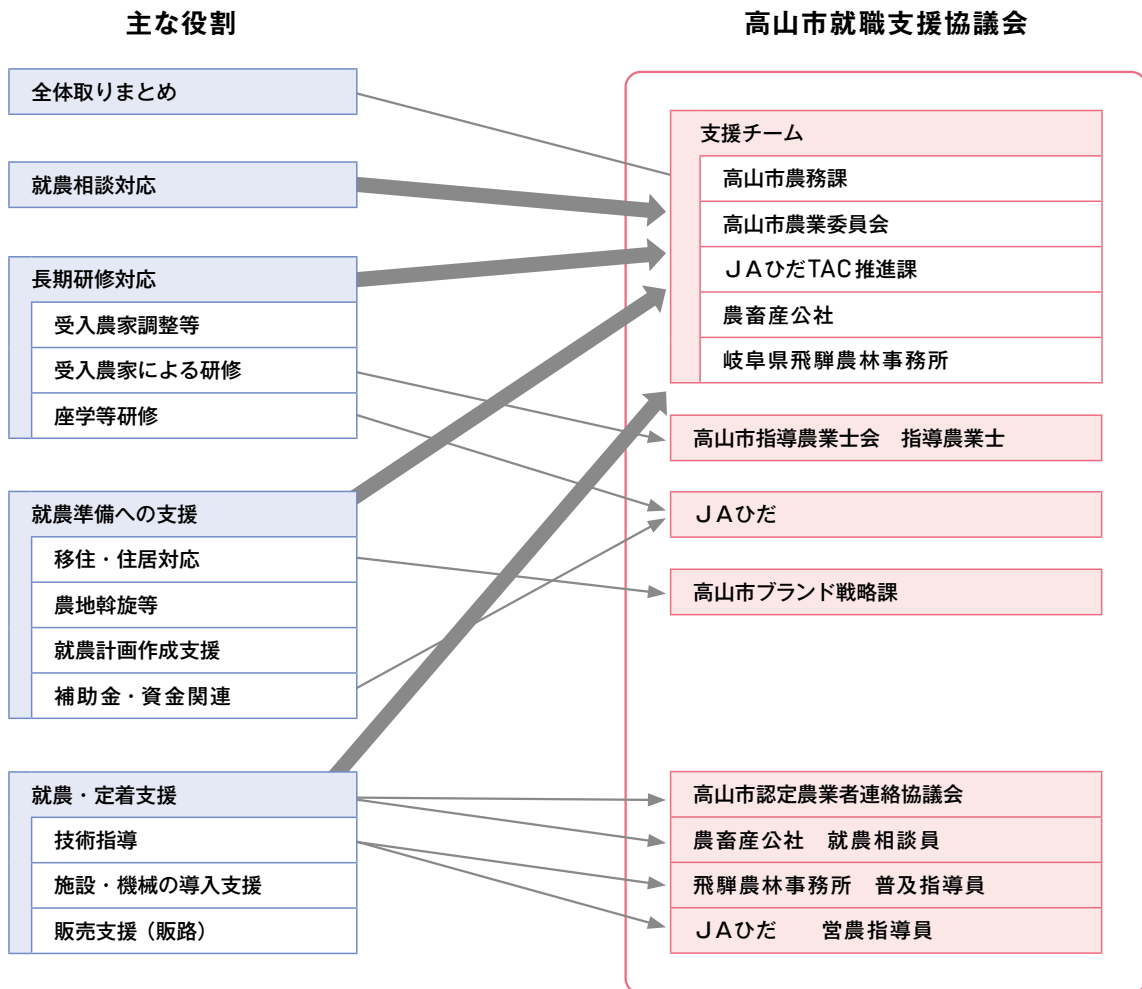 主な役割
全体取りまとめ
就農相談対応
長期研修対応
受入農家調整等
受入農家による研修
座学等研修
就農準備への支援
移住・住居対応
農地斡旋等
就農計画作成支援
補助金・資金関連
就農・定着支援
技術指導
施設・機械の導入支援
販売支援（販路）
高山市就職支援協議会
支援チーム
高山市農務課
高山市農業委員会
ＪＡひだTAC推進課
農畜産公社
岐阜県飛騨農林事務所
高山市指導農業士会　指導農業士
ＪＡひだ
高山市ブランド戦略課
高山市認定農業者連絡協議会
農畜産公社　就農相談員
飛騨農林事務所　普及指導員
ＪＡひだ　　営農指導員